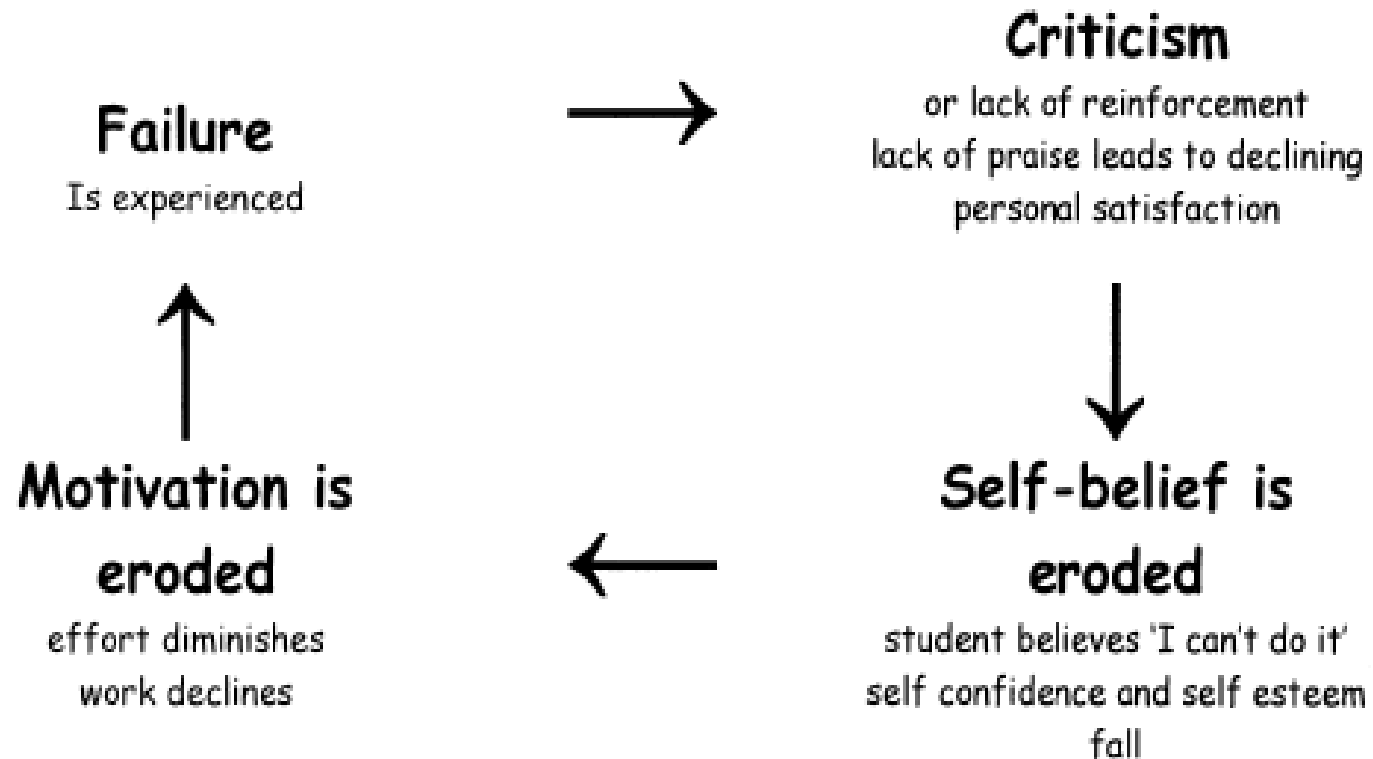 Failure
Is experienced
Criticism
or lack of reinforcement
lack of praise leads to declining
personal satisfaction
Self-belief is
eroded
student believes 'I can't do it'
self confidence and self esteem
fall
Motivation is
eroded
effort diminishes
work declines